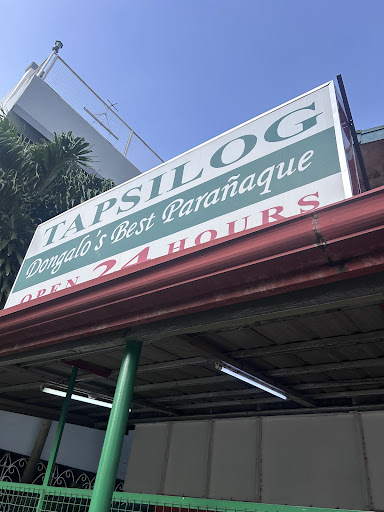 TAPSILOG
Dongalo's Best Parañaque
OPEN 24 HOURS